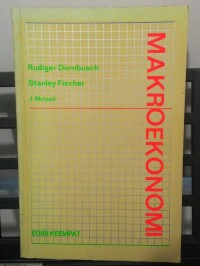 Rudiger Dornbusch
Stanley Fischer
J. Mulyadi
MAKROEKONOMI
EDISI KEEMPAT